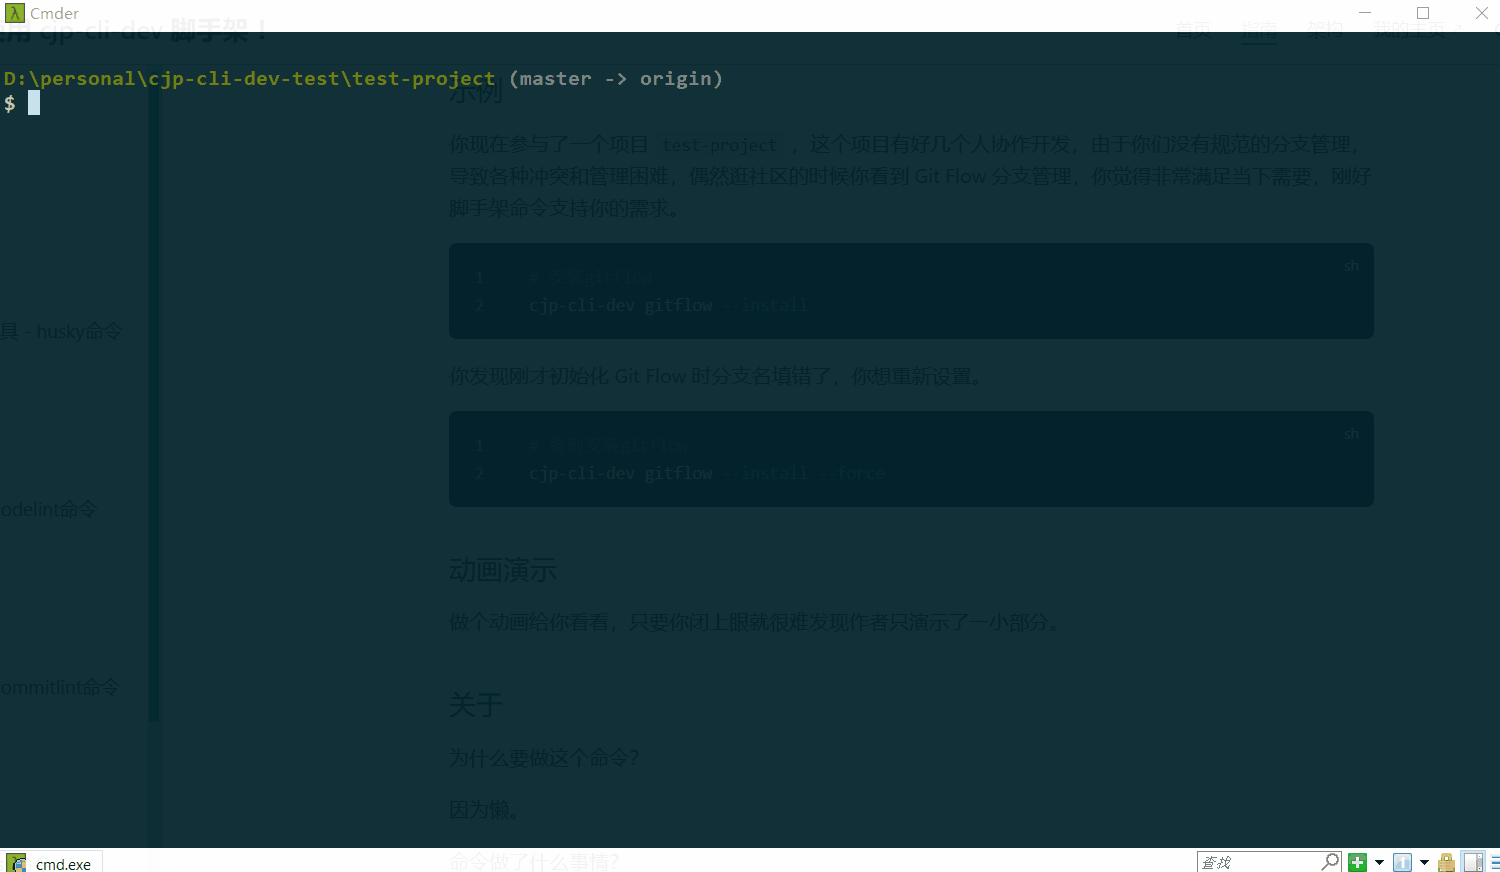 Cmder
用 cjp-cli-dev 脚手架！
首页 指南 架构 我的主页
D:\personal\cjp-cli-dev-test\test-project (master -> origin)
$
示例
你现在参与了一个项目 test-project ，这个项目有好几个人协作开发，由于你们没有规范的分支管理，
导致各种冲突和管理困难，偶然逛社区的时候你看到 Git Flow 分支管理，你觉得非常满足当下需要，刚好
脚手架命令支持你的需求。
sh
1 # 安装gitflow
2 cjp-cli-dev gitflow --install
具 - husky命令
你发现刚才初始化 Git Flow 时分支名填错了，你想重新设置。
sh
1 # 强制安装gitflow
2 cjp-cli-dev gitflow --install --force
odelint命令
动画演示
做个动画给你看看，只要你闭上眼就很难发现作者只演示了一小部分。
ommitlint命令
关于
为什么要做这个命令？
因为懒。
命令做了什么事情？
cmd.exe
查找